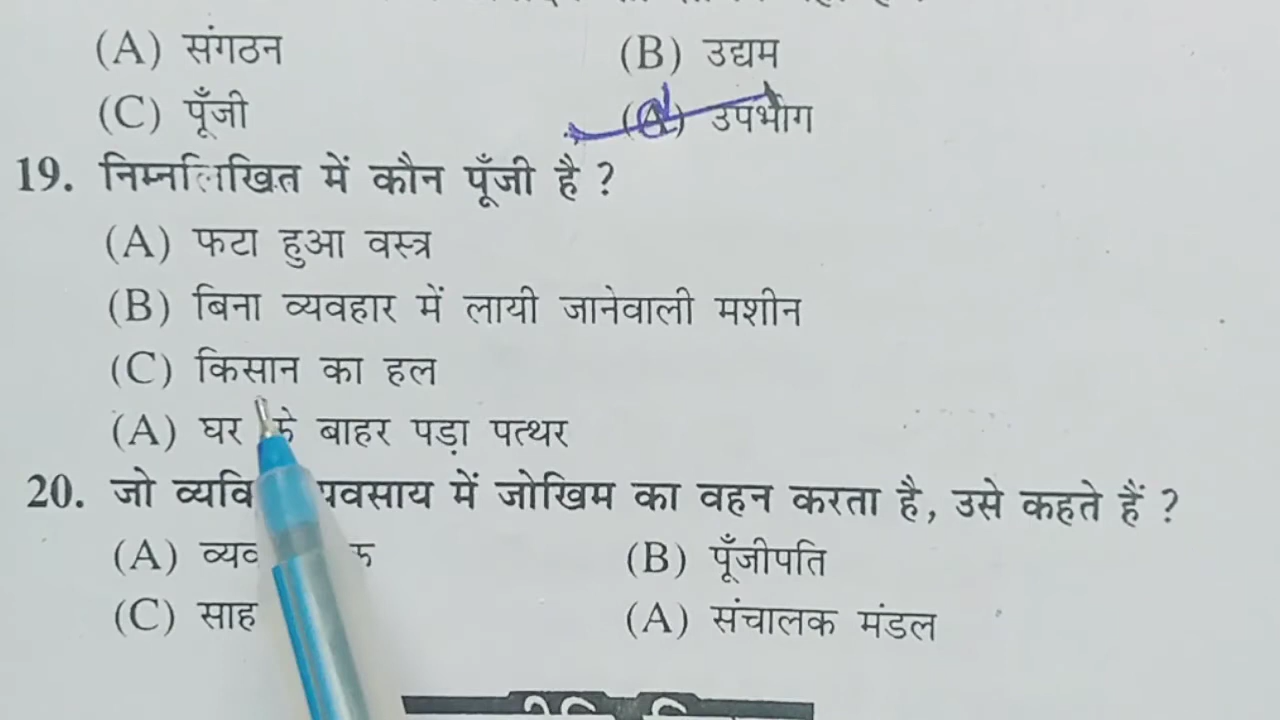 (A) संगठन (B) उद्यम
(C) पूँजी (A) उपभोग
19. निम्नलिखित में कौन पूँजी है ?
(A) फटा हुआ वस्त्र
(B) बिना व्यवहार में लायी जानेवाली मशीन
(C) किसान का हल
(A) घर के बाहर पड़ा पत्थर
20. जो व्यवसाय में जोखिम का वहन करता है, उसे कहते हैं ?
(A) (B) पूँजीपति
(C) साह (A) संचालक मंडल